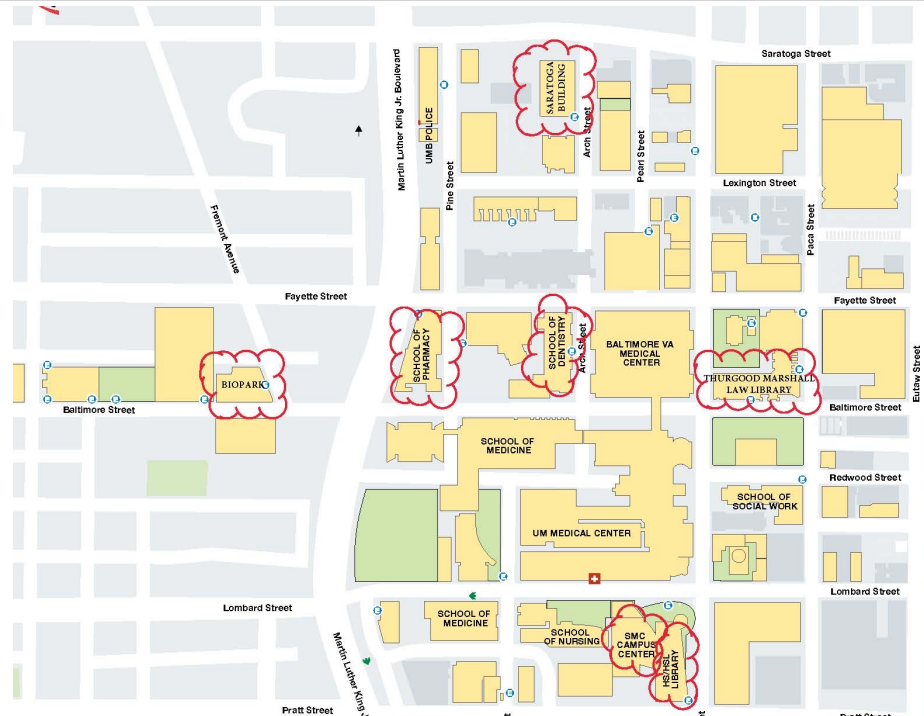 Saratoga Street
Martin Luther King Jr. Boulevard
UMB POLICE
SARATOGA
BUILDING
Arch Street
Pearl Street
Pine Street
Lexington Street
Paca Street
Fremont Avenue
Fayette Street
Fayette Street
SCHOOL OF
PHARMACY
SCHOOL OF
DENTISTRY
Arch Street
BALTIMORE VA
MEDICAL
CENTER
Eutaw Street
BIOPARK
THURGOOD MARSHALL
LAW LIBRARY
Baltimore Street
Baltimore Street
SCHOOL OF
MEDICINE
Redwood Street
SCHOOL OF
SOCIAL WORK
UM MEDICAL CENTER
Lombard Street
Lombard Street
SCHOOL OF
MEDICINE
SCHOOL
OF NURSING
SMC
CAMPUS
CENTER
HS/HSL
LIBRARY
Martin Luther King
Pratt Street